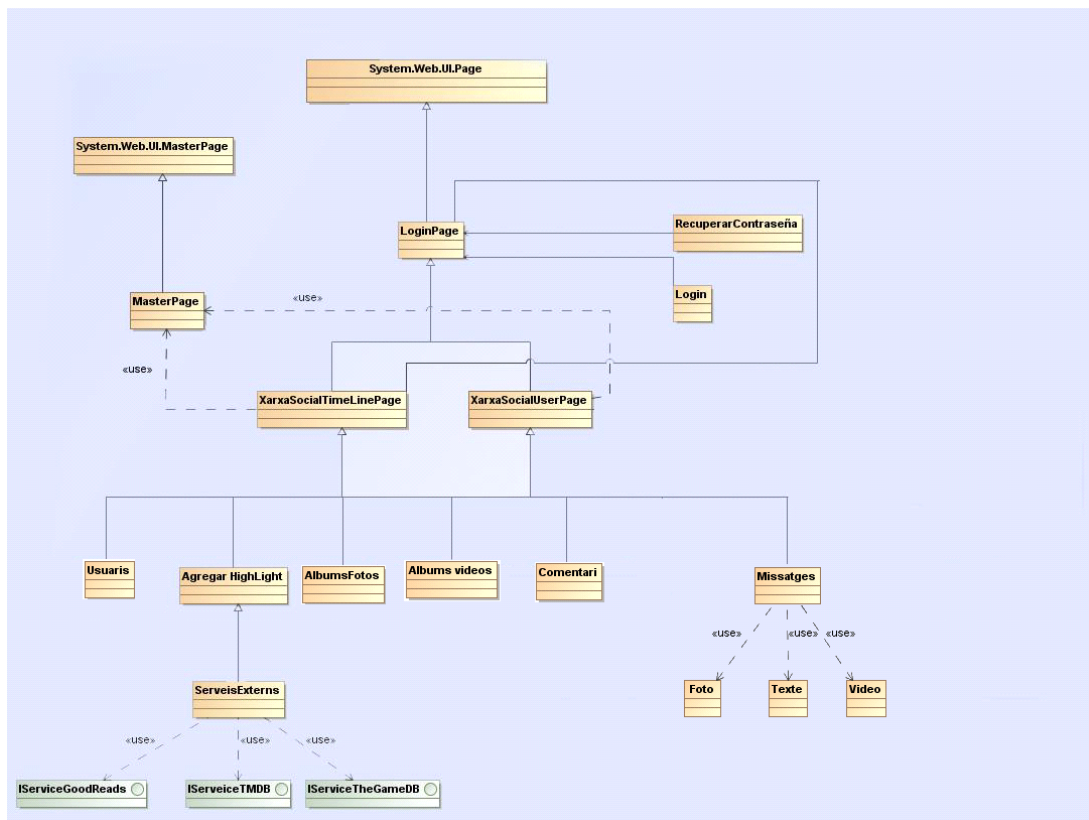 System.Web.UI.Page
System.Web.UI.MasterPage
LoginPage
RecuperarContraseña
Login
MasterPage
«use»
«use»
XarxaSocialTimeLinePage
XarxaSocialUserPage
Usuaris
Agregar HighLight
AlbumsFotos
Albums videos
Comentari
Missatges
«use»
«use»
«use»
Foto
Texte
Video
ServeisExterns
«use»
«use»
«use»
IServiceGoodReads
IServeiceTMDB
IServiceTheGameDB